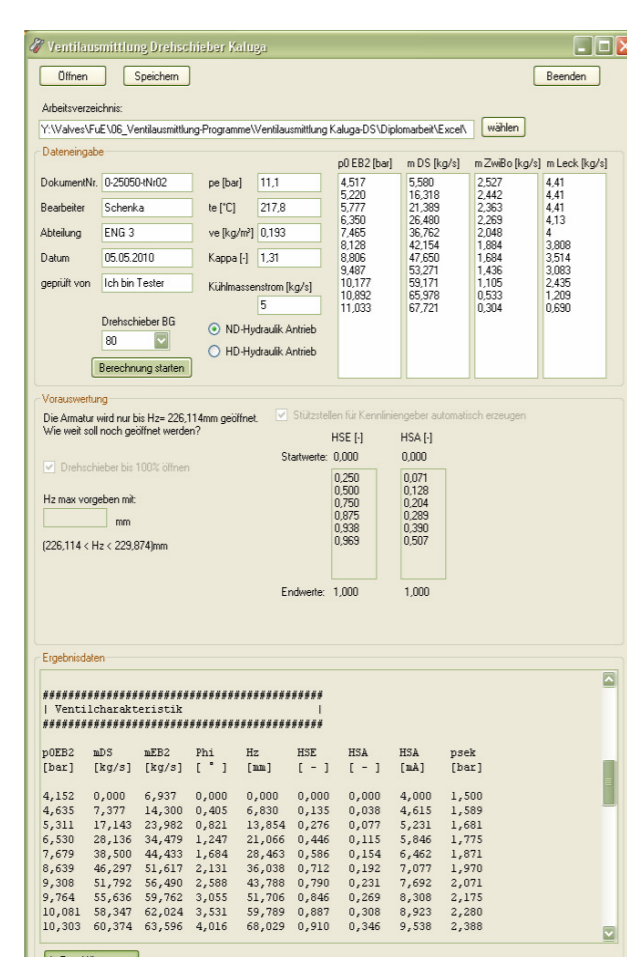 Ventilausmittlung Drehschieber Kaluga
Öffnen Speichern Beenden
Arbeitsverzeichnis:
Y:\Valves\FuE\06_Ventilausmittlung-Programme\Ventilausmittlung Kaluga-DS\Diplomarbeit\Excel\ wählen
Dateneingabe
p0 EB2 [bar] m DS [kg/s] m ZwiBo [kg/s] m Leck [kg/s]
DokumentNr. 0-25050-tNr02 pe [bar] 11,1
Bearbeiter Schenka te [°C] 217,8
Abteilung ENG 3 ve [kg/m³] 0,193
Datum 05.05.2010 Kappa [-] 1,31
geprüft von Ich bin Tester Kühlmassenstrom [kg/s]
5
Drehschieber BG
80
ND-Hydraulik Antrieb
HD-Hydraulik Antrieb
Berechnung starten
4,517 5,580 2,527 4,41
5,220 16,318 2,442 4,41
5,777 21,389 2,363 4,41
6,350 26,480 2,269 4,13
7,465 36,762 2,048 4
8,128 42,154 1,884 3,808
8,806 47,650 1,684 3,514
9,487 53,271 1,436 3,083
10,177 59,171 1,105 2,435
10,892 65,978 0,533 1,209
11,033 67,721 0,304 0,690
Vorauswertung
Die Armatur wird nur bis Hz= 226,114mm geöffnet.
Wie weit soll noch geöffnet werden?
Stützstellen für Kennliniengeber automatisch erzeugen
Drehschieber bis 100% öffnen
Hz max vorgeben mit:
mm
(226,114 < Hz < 229,874)mm
HSE [-] HSA [-]
Startwerte: 0,000 0,000
0,250 0,071
0,500 0,128
0,750 0,204
0,875 0,289
0,938 0,390
0,969 0,507
Endwerte: 1,000 1,000
Ergebnisdaten
########################################
| Ventilcharakteristik |
########################################
p0EB2 mDS mEB2 Phi Hz HSE HSA HSA psek
[bar] [kg/s] [kg/s] [ ° ] [mm] [ - ] [ - ] [mA] [bar]
4,152 0,000 6,937 0,000 0,000 0,000 0,000 4,000 1,500
4,635 7,377 14,300 0,405 6,830 0,135 0,038 4,615 1,589
5,311 17,143 23,982 0,821 13,854 0,276 0,077 5,231 1,681
6,530 28,136 34,479 1,247 21,066 0,446 0,115 5,846 1,775
7,679 38,500 44,433 1,684 28,463 0,586 0,154 6,462 1,871
8,639 46,297 51,617 2,131 36,038 0,712 0,192 7,077 1,970
9,308 51,792 56,490 2,588 43,788 0,790 0,231 7,692 2,071
9,764 55,636 59,762 3,055 51,706 0,846 0,269 8,308 2,175
10,081 58,347 62,024 3,531 59,789 0,887 0,308 8,923 2,280
10,303 60,374 63,596 4,016 68,029 0,910 0,346 9,538 2,388